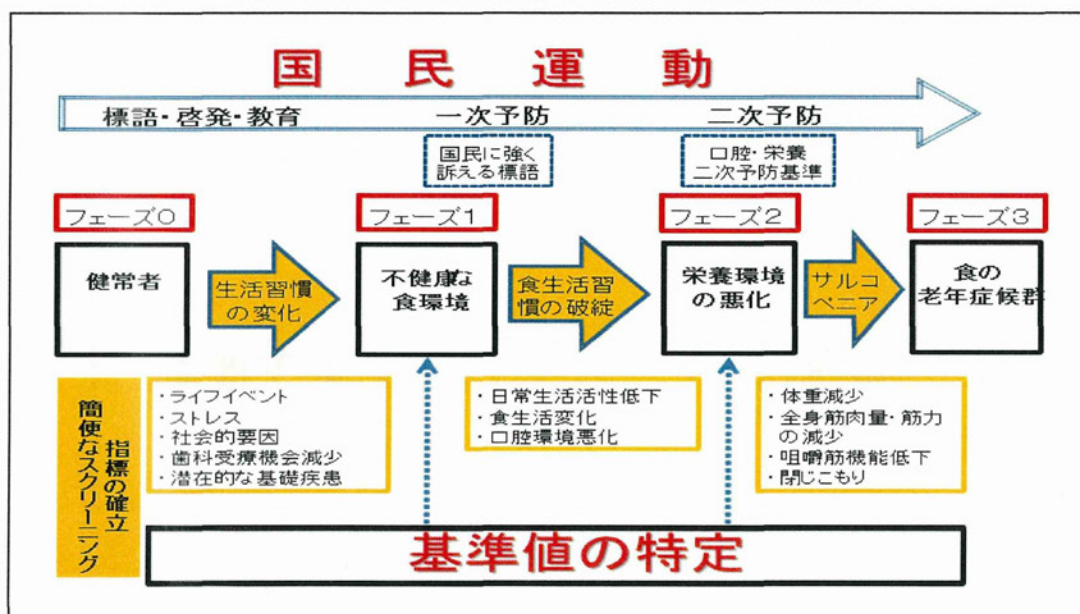 国民運動
標語・啓発・教育　一次予防　二次予防
国民に強く
訴える標語
口腔・栄養
二次予防基準
フェーズ0
フェーズ1
フェーズ2
フェーズ3
健常者
生活習慣
の変化
不健康な
食環境
食生活習
慣の破綻
栄養環境
の悪化
サルコ
ペニア
食の
老年症候群
簡便なスクリーニング
指標の確立
・ライフイベント
・ストレス
・社会的要因
・歯科受療機会減少
・潜在的な基礎疾患
・日常生活活性低下
・食生活変化
・口腔環境悪化
・体重減少
・全身筋肉量・筋力
の減少
・咀嚼筋機能低下
・閉じこもり
基準値の特定